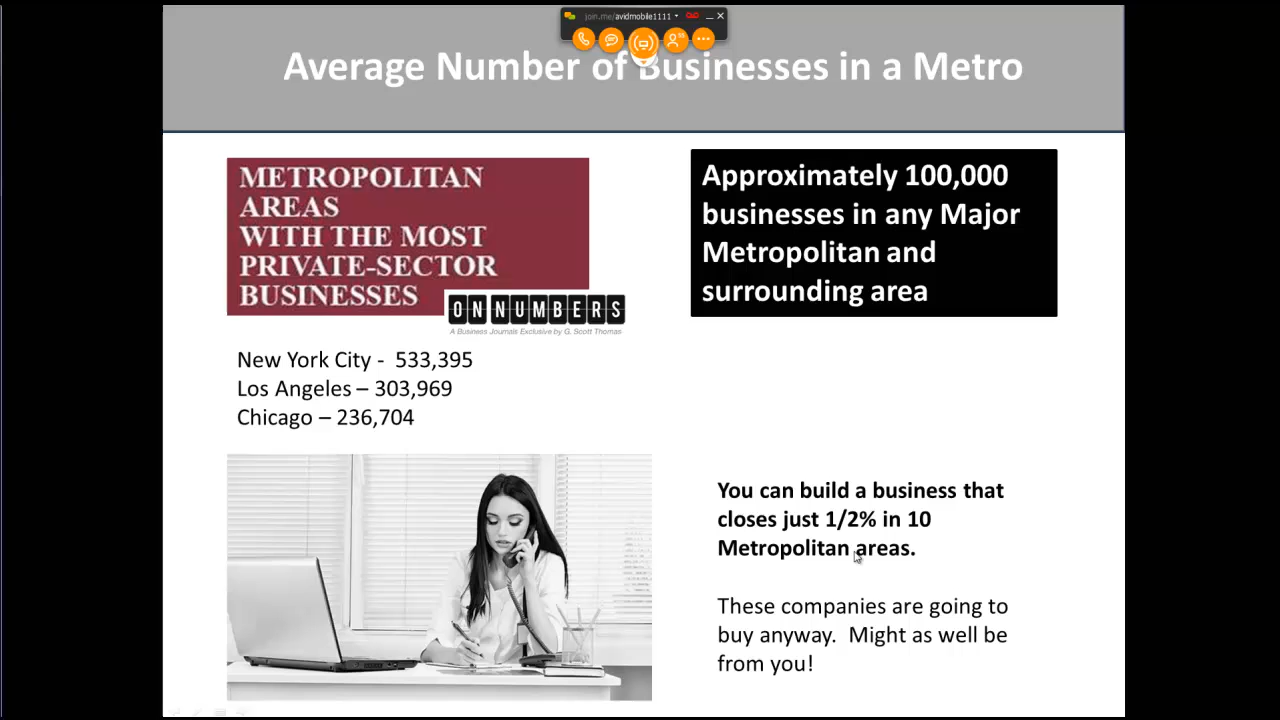 join.me/avidmobile1111
Average Number of Businesses in a Metro
METROPOLITAN
AREAS
WITH THE MOST
PRIVATE-SECTOR
BUSINESSES
ON NUMBERS
A Business Journals Exclusive by G. Scott Thomas
New York City -  533,395
Los Angeles – 303,969
Chicago – 236,704
Approximately 100,000
businesses in any Major
Metropolitan and
surrounding area
You can build a business that
closes just 1/2% in 10
Metropolitan areas.
These companies are going to
buy anyway.  Might as well be
from you!